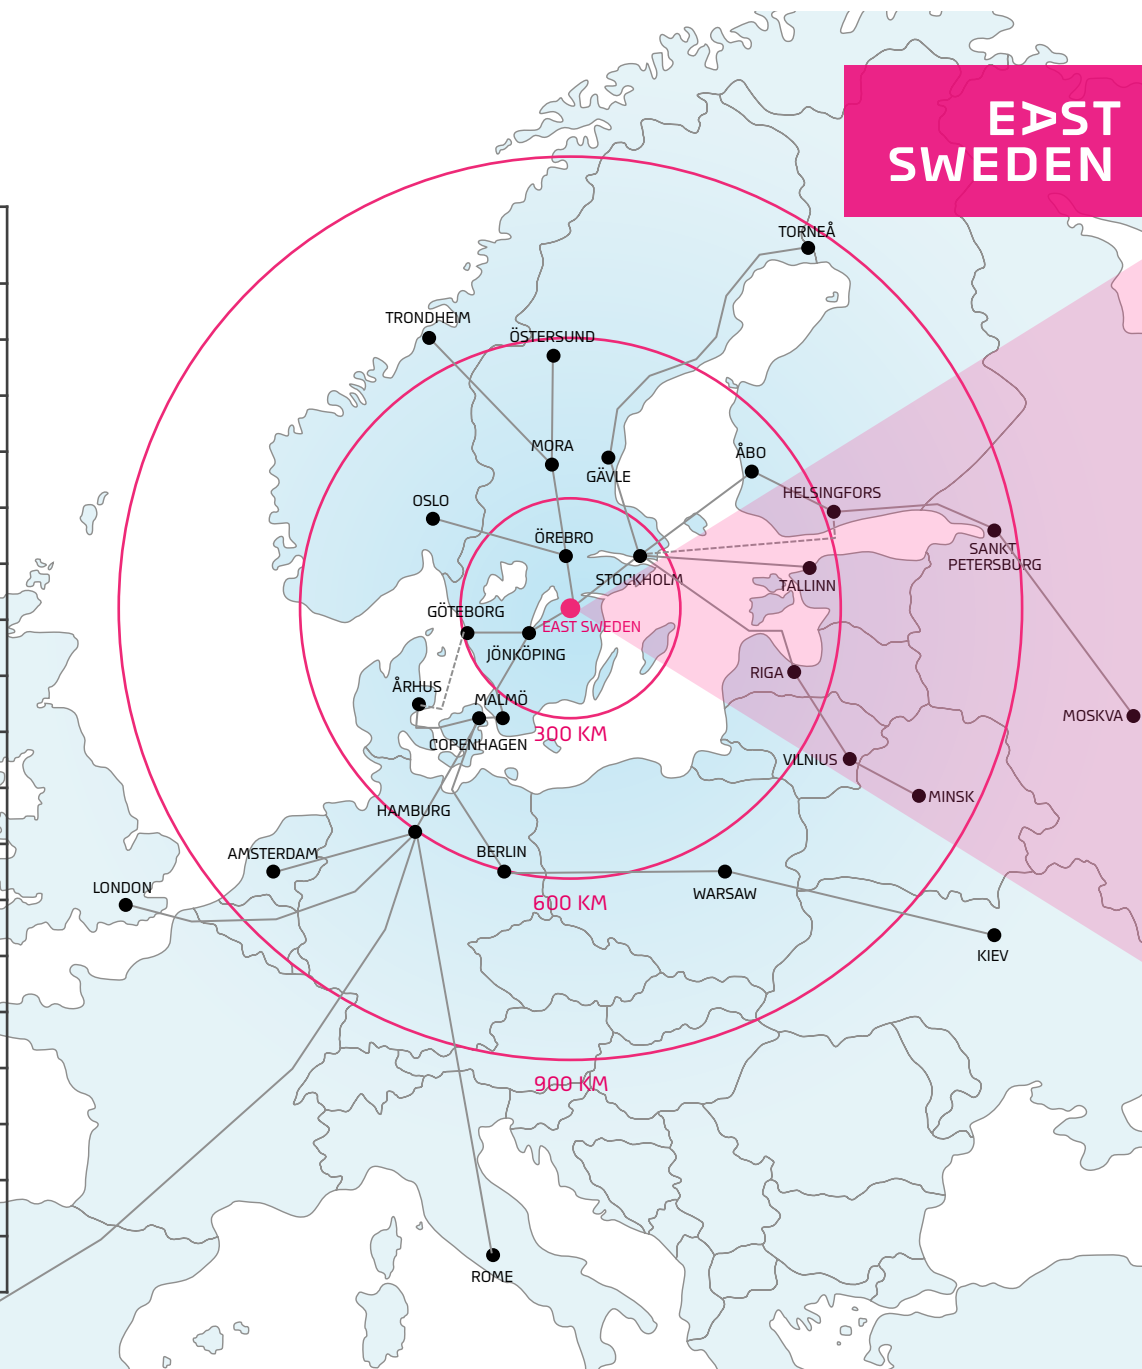 EAST
SWEDEN
TORNEÅ
TRONDHEIM
ÖSTERSUND
MORA
GÄVLE
ÅBO
HELSINGFORS
OSLO
ÖREBRO
SANKT
PETERSBURG
STOCKHOLM
TALLINN
GÖTEBORG
EAST SWEDEN
JÖNKÖPING
RIGA
ÅRHUS
MALMÖ
MOSKVA
300 KM
COPENHAGEN
VILNIUS
MINSK
HAMBURG
AMSTERDAM
BERLIN
LONDON
WARSAW
600 KM
KIEV
900 KM
ROME